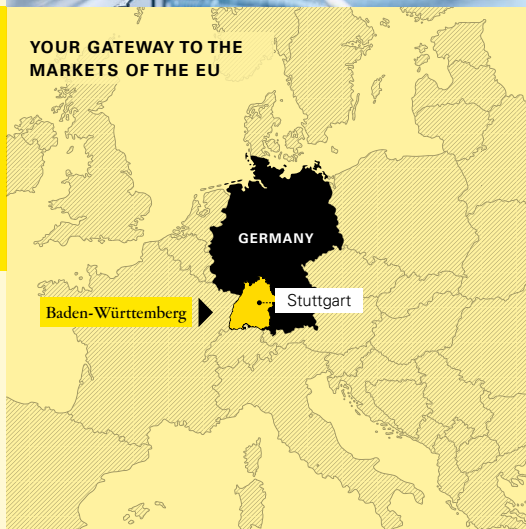 YOUR GATEWAY TO THE
MARKETS OF THE EU
GERMANY
Stuttgart
Baden-Württemberg